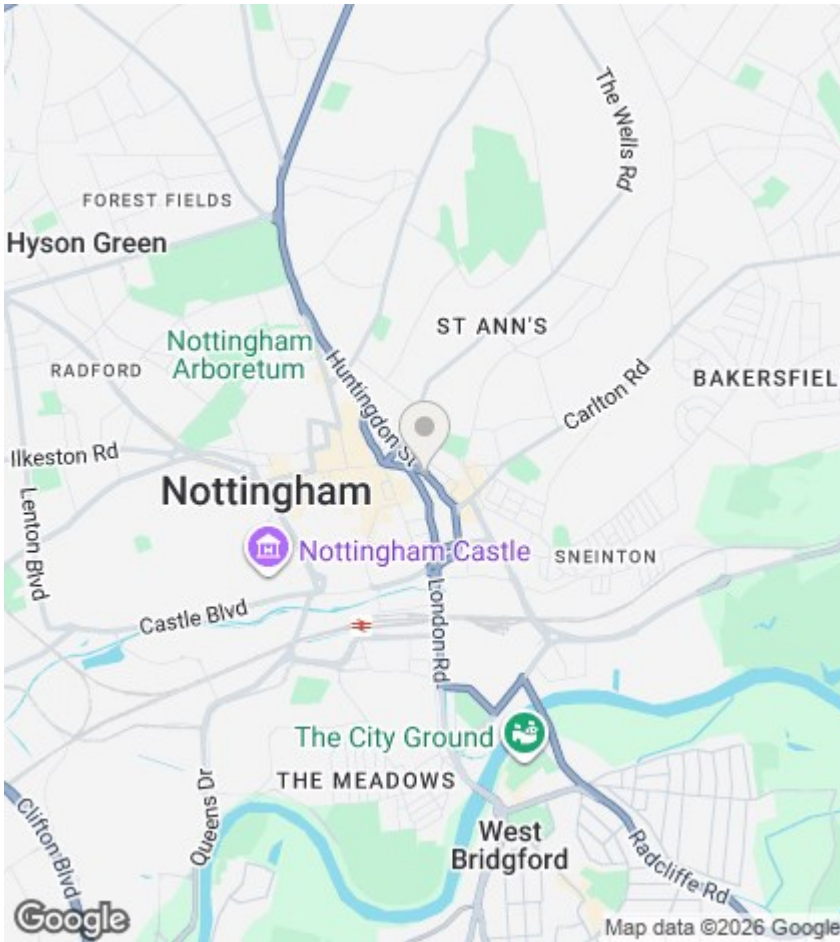 The Wells Rd
FOREST FIELDS
Hyson Green
ST ANN'S
Nottingham
Arboretum
RADFORD
Huntingdon St
Carlton Rd
BAKERSFIEL
Ilkeston Rd
Nottingham
Lenton Blvd
Nottingham Castle
SNEINTON
Castle Blvd
London Rd
The City Ground
THE MEADOWS
Queens Dr
Clifton Blvd
West
Bridgford
Radcliffe Rd
Google
Map data ©2026 Google